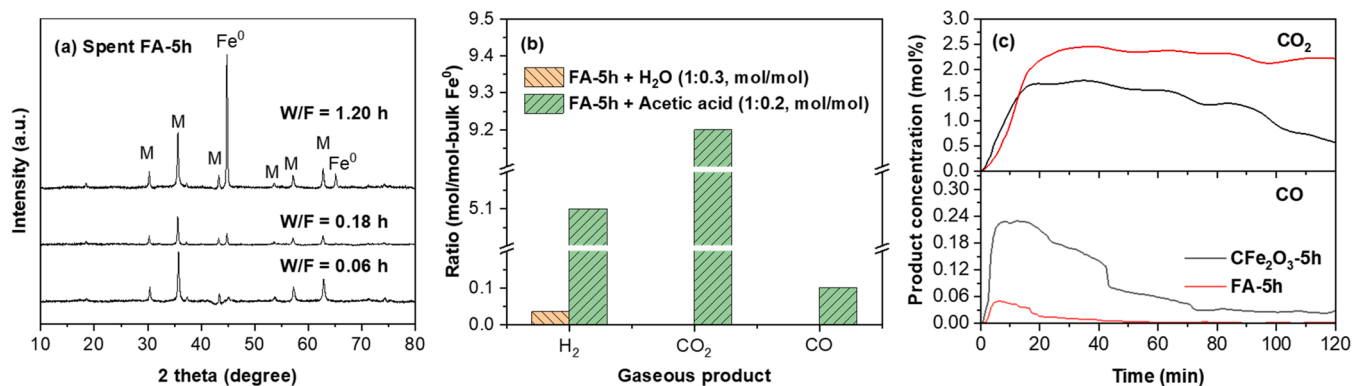 (a) Spent FA-5h
Fe⁰
W/F = 1.20 h
M
M
M
M
M
M
Fe⁰
W/F = 0.18 h
W/F = 0.06 h
Intensity (a.u.)
10 20 30 40 50 60 70 80
2 theta (degree)
(b)
FA-5h + H₂O (1:0.3, mol/mol)
FA-5h + Acetic acid (1:0.2, mol/mol)
Ratio (mol/mol-bulk Fe⁰)
9.5
9.4
9.3
9.2
5.1
0.1
0.0
H₂ CO₂ CO
Gaseous product
(c)
CO₂
Product concentration (mol%)
3.0
2.5
2.0
1.5
1.0
0.5
0.0
CO
0.30
0.24
0.18
0.12
0.06
0.00
CFe₂O₃-5h
FA-5h
0 20 40 60 80 100 120
Time (min)